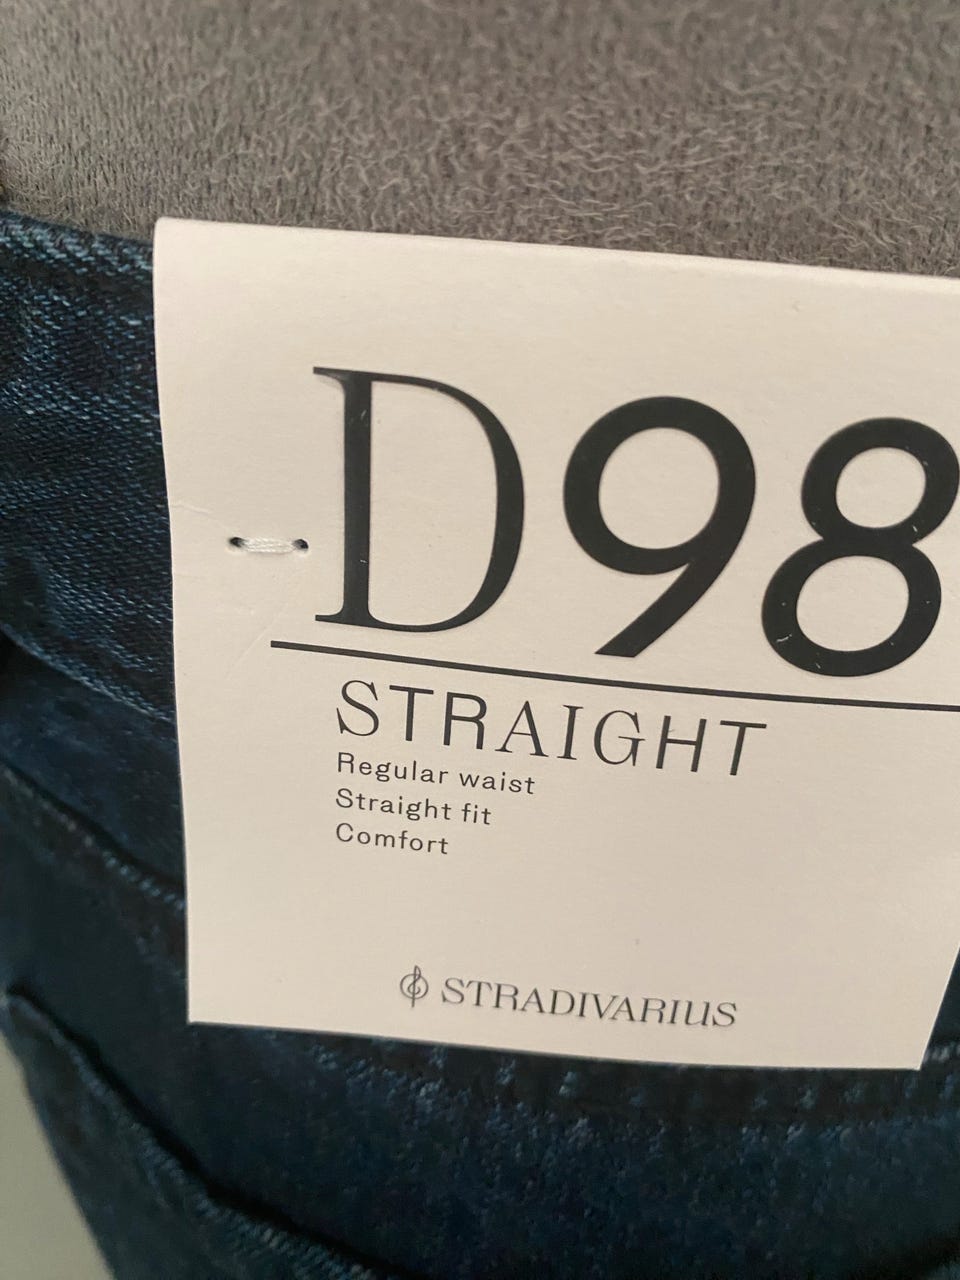 D98
STRAIGHT
Regular waist
Straight fit
Comfort
STRADIVARIUS